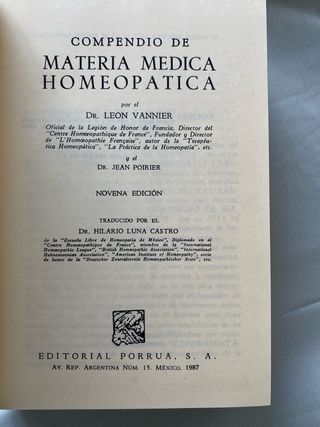 COMPENDIO DE
MATERIA MEDICA
HOMEOPATICA
por el
DR. LEON VANNIER
Oficial de la Legión de Honor de Francia, Director del
"Centre Homoeopathique de France", Fundador y Director
de "L'Homoeopathie Française", autor de la "Terapéu-
tica Homeopática", "La Práctica de la Homeopatía", etc.
y el
DR. JEAN POIRIER
NOVENA EDICIÓN
TRADUCIDO POR EL
DR. HILARIO LUNA CASTRO
de la "Escuela Libre de Homeopatía de México", Diplomado en el
"Centre Homoeopathique de France", miembro de la "International
Homoeopathic League", "British Homoeopathic Association", "International
Hahnemannian Association", "American Institute of Homeopathy", socio
de honor de la "Deutscher Zentralverein Homöopathischer Aerzte", etc.
EDITORIAL PORRUA, S. A.
AV. REP. ARGENTINA NÚM. 15. MÉXICO, 1987